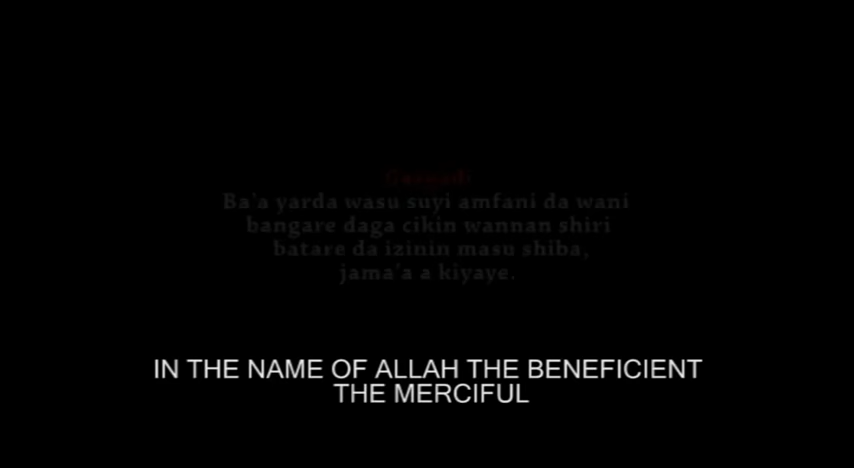 Gargadi
Ba'a yarda wasu suyi amfani da wani
bangare daga cikin wannan shiri
batare da izinin masu shiba,
jama'a a kiyaye.
IN THE NAME OF ALLAH THE BENEFICIENT
THE MERCIFUL